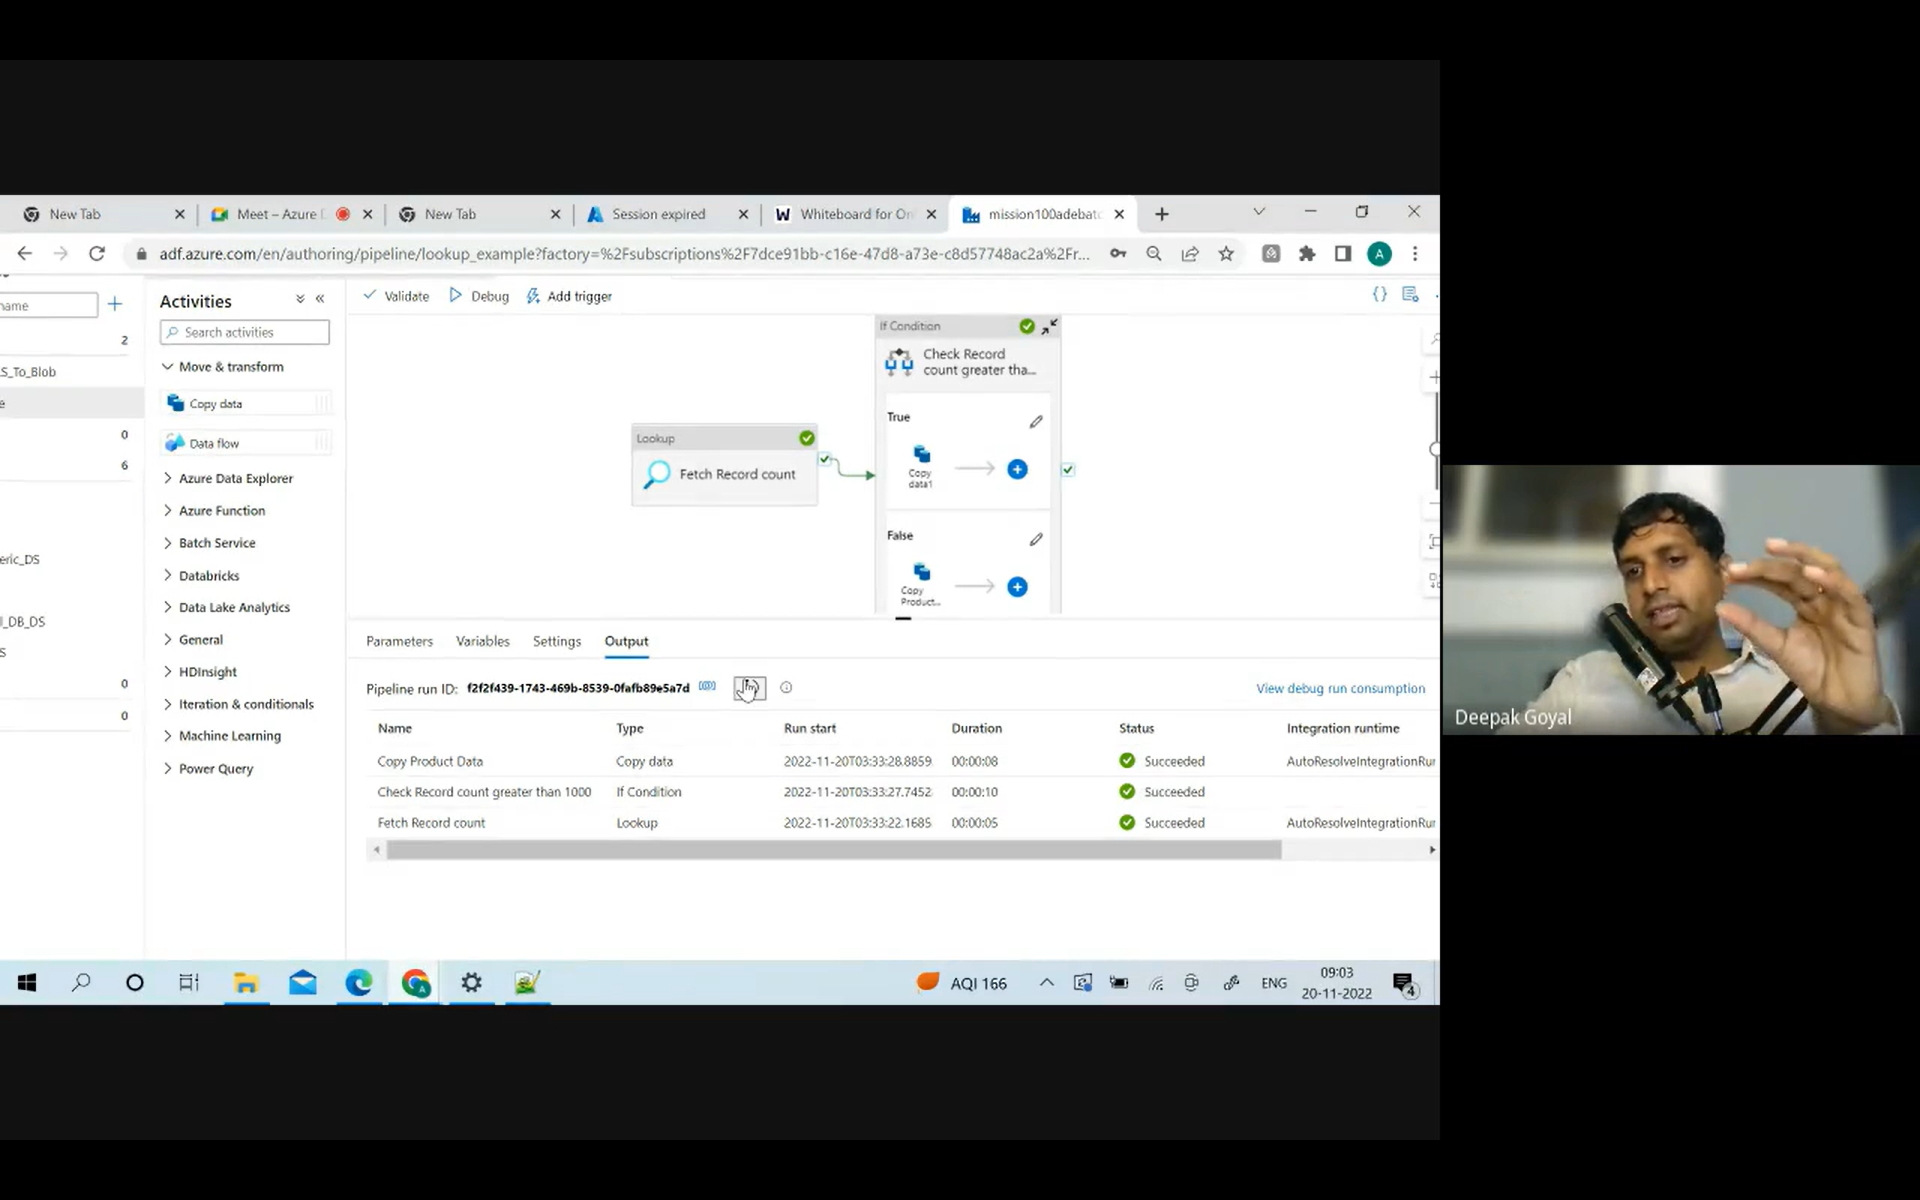 New Tab
Meet – Azure D
New Tab
Session expired
Whiteboard for On
mission100adebatc
adf.azure.com/en/authoring/pipeline/lookup_example?factory=%2Fsubscriptions%2F7dce91bb-c16e-47d8-a73e-c8d57748ac2a%2Fr...
A
name
2
S_To_Blob
e
0
6
eric_DS
l_DB_DS
S
0
0
Activities
Search activities
Move & transform
Copy data
Data flow
Azure Data Explorer
Azure Function
Batch Service
Databricks
Data Lake Analytics
General
HDInsight
Iteration & conditionals
Machine Learning
Power Query
Validate
Debug
Add trigger
{}
Lookup
Fetch Record count
If Condition
Check Record
count greater tha...
True
Copy
data1
False
Copy
Product...
Parameters
Variables
Settings
Output
Pipeline run ID: f2f2f439-1743-469b-8539-0fafb89e5a7d
View debug run consumption
Name Type Run start Duration Status Integration runtime
Copy Product Data Copy data 2022-11-20T03:33:28.8859 00:00:08 Succeeded AutoResolveIntegrationRu
Check Record count greater than 1000 If Condition 2022-11-20T03:33:27.7452 00:00:10 Succeeded
Fetch Record count Lookup 2022-11-20T03:33:22.1685 00:00:05 Succeeded AutoResolveIntegrationRu
Deepak Goyal
AQI 166
ENG
09:03
20-11-2022
4